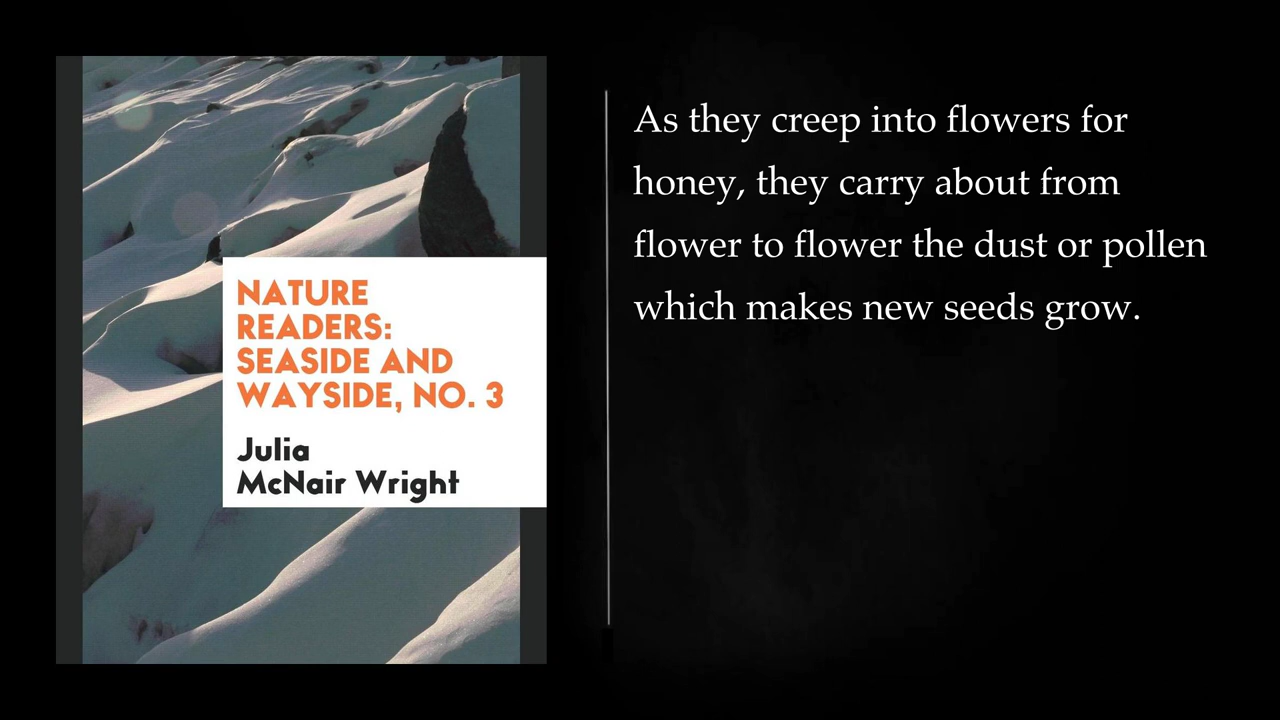 NATURE
READERS:
SEASIDE AND
WAYSIDE, NO. 3
Julia
McNair Wright
As they creep into flowers for
honey, they carry about from
flower to flower the dust or pollen
which makes new seeds grow.